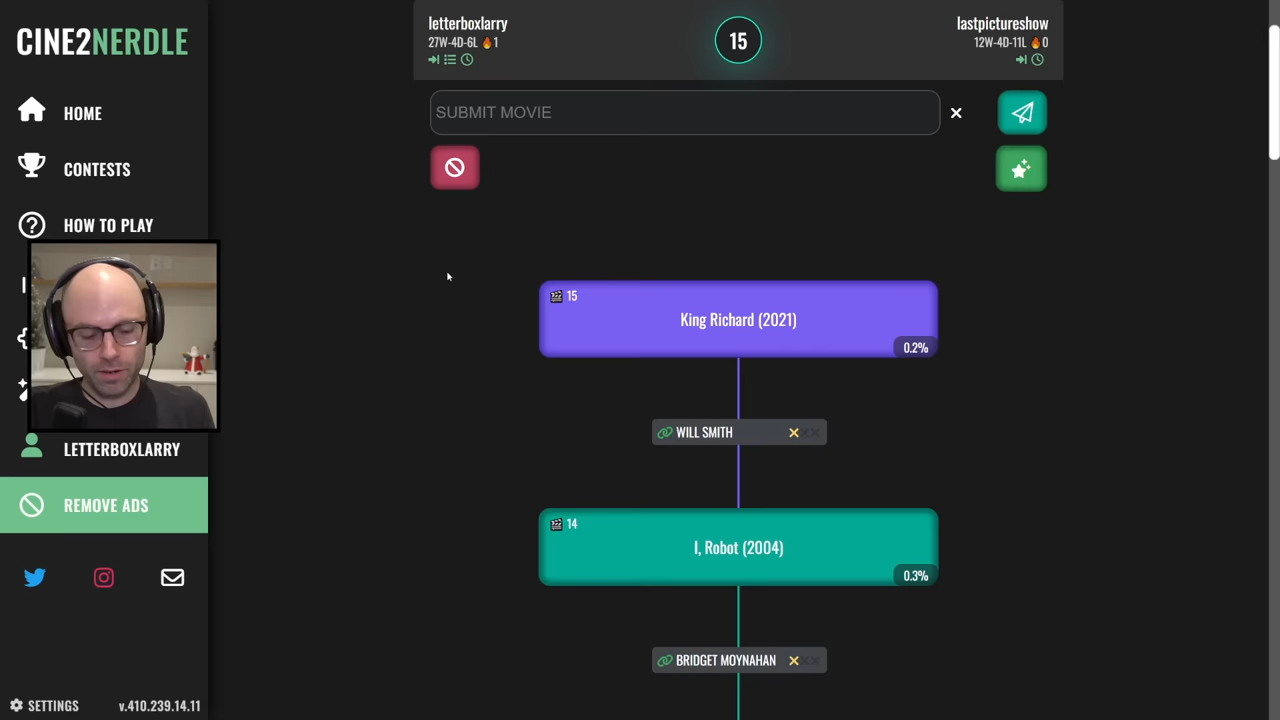 CINE2NERDLE
HOME
CONTESTS
HOW TO PLAY
LETTERBOXLARRY
REMOVE ADS
SETTINGS
v.410.239.14.11
letterboxlarry
27W-4D-6L 🔥1
15
lastpictureshow
12W-4D-11L 🔥0
SUBMIT MOVIE
15
King Richard (2021)
0.2%
WILL SMITH
14
I, Robot (2004)
0.3%
BRIDGET MOYNAHAN